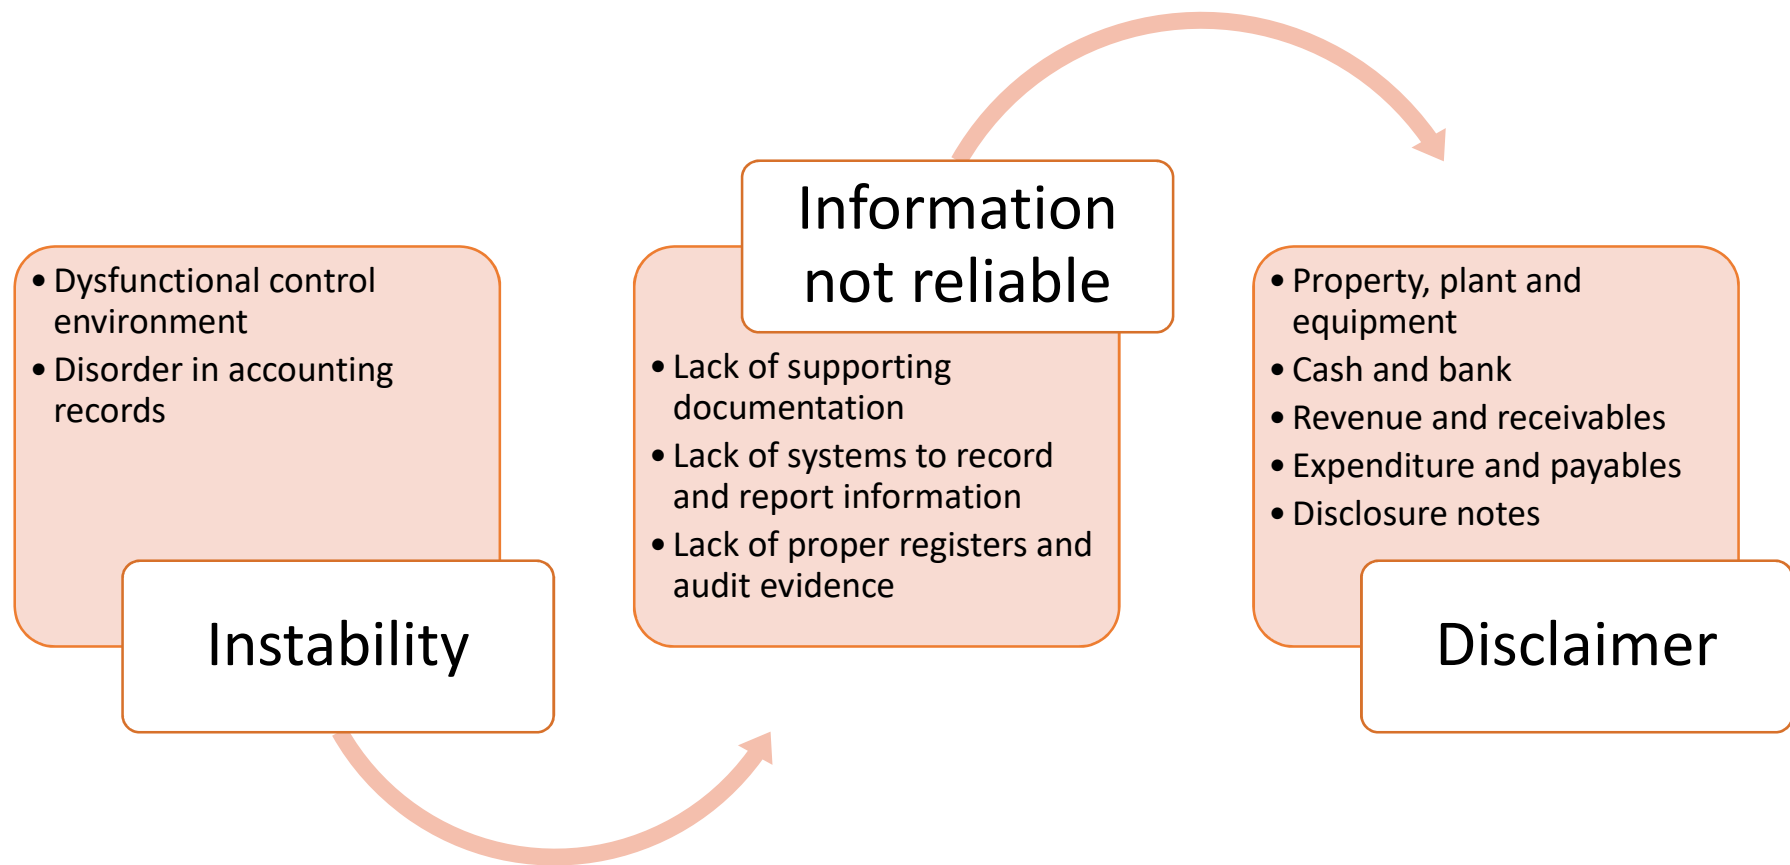 • Dysfunctional control
environment
• Disorder in accounting
records
Instability
Information
not reliable
• Lack of supporting
documentation
• Lack of systems to record
and report information
• Lack of proper registers and
audit evidence
• Property, plant and
equipment
• Cash and bank
• Revenue and receivables
• Expenditure and payables
• Disclosure notes
Disclaimer